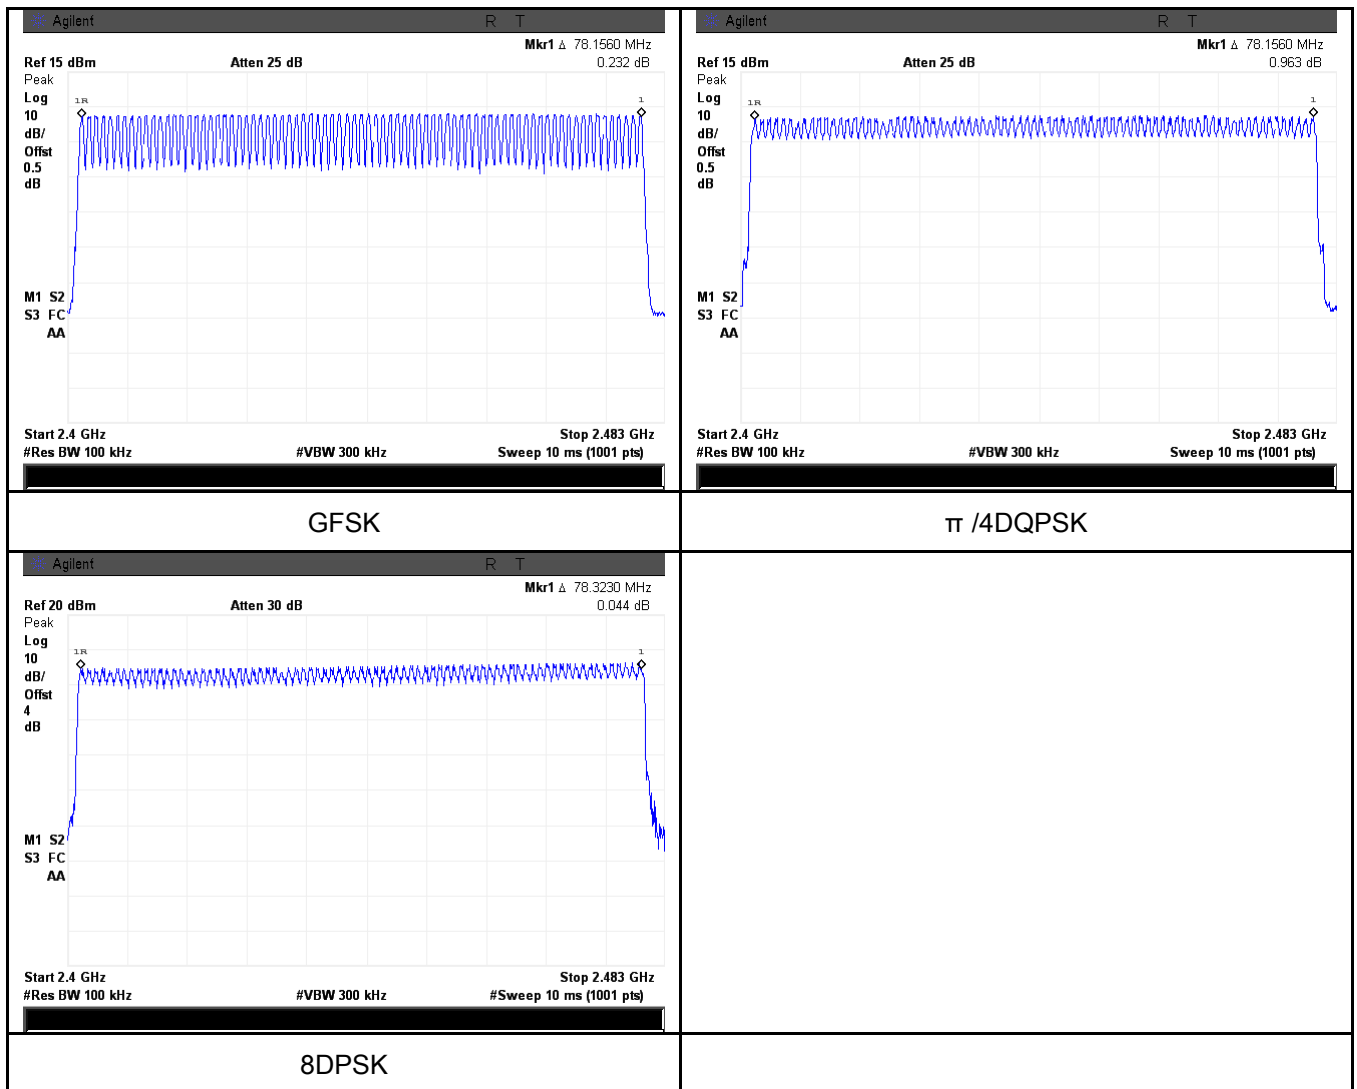 Agilent R T
Mkr1 Δ 78.1560 MHz
Ref 15 dBm Atten 25 dB 0.232 dB
Peak
Log
10
dB/
Offst
0.5
dB
1R 1
M1 S2
S3 FC
AA
Start 2.4 GHz Stop 2.483 GHz
#Res BW 100 kHz #VBW 300 kHz Sweep 10 ms (1001 pts)
GFSK
Agilent R T
Mkr1 Δ 78.1560 MHz
Ref 15 dBm Atten 25 dB 0.963 dB
Peak
Log
10
dB/
Offst
0.5
dB
1R 1
M1 S2
S3 FC
AA
Start 2.4 GHz Stop 2.483 GHz
#Res BW 100 kHz #VBW 300 kHz Sweep 10 ms (1001 pts)
π /4DQPSK
Agilent R T
Mkr1 Δ 78.3230 MHz
Ref 20 dBm Atten 30 dB 0.044 dB
Peak
Log
10
dB/
Offst
4
dB
1R 1
M1 S2
S3 FC
AA
Start 2.4 GHz Stop 2.483 GHz
#Res BW 100 kHz #VBW 300 kHz #Sweep 10 ms (1001 pts)
8DPSK